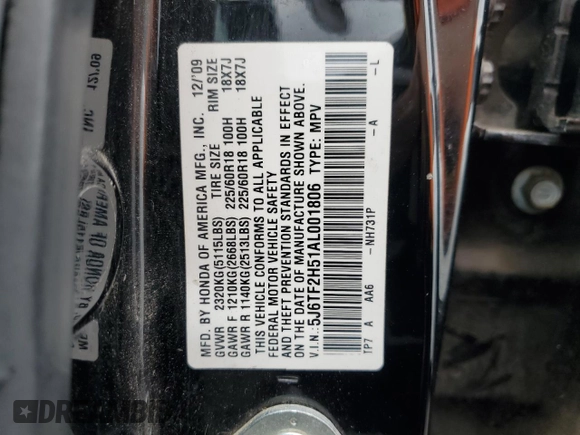 MFD. BY HONDA OF AMERICA MFG., INC. 12/'09
TIRE SIZE RIM SIZE
GVWR 2320KG(5115LBS)
GAWR F 1210KG(2668LBS) 225/60R18 100H 18X7J
GAWR R 1140KG(2513LBS) 225/60R18 100H 18X7J
THIS VEHICLE CONFORMS TO ALL APPLICABLE
FEDERAL MOTOR VEHICLE SAFETY
AND THEFT PREVENTION STANDARDS IN EFFECT
ON THE DATE OF MANUFACTURE SHOWN ABOVE.
V.I.N: 5J6TF2H51AL001806 TYPE: MPV
TP7 A AA6 -NH731P -A -L
12/'09
INC